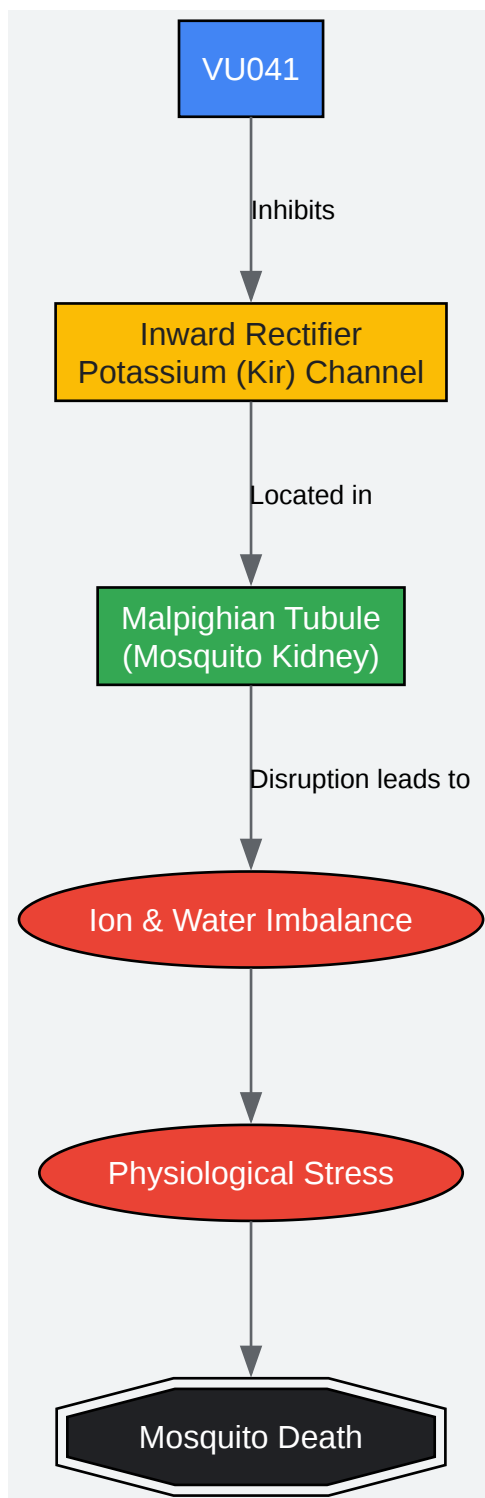 VU041
Inhibits
Inward Rectifier
Potassium (Kir) Channel
Located in
Malpighian Tubule
(Mosquito Kidney)
Disruption leads to
Ion & Water Imbalance
Physiological Stress
Mosquito Death